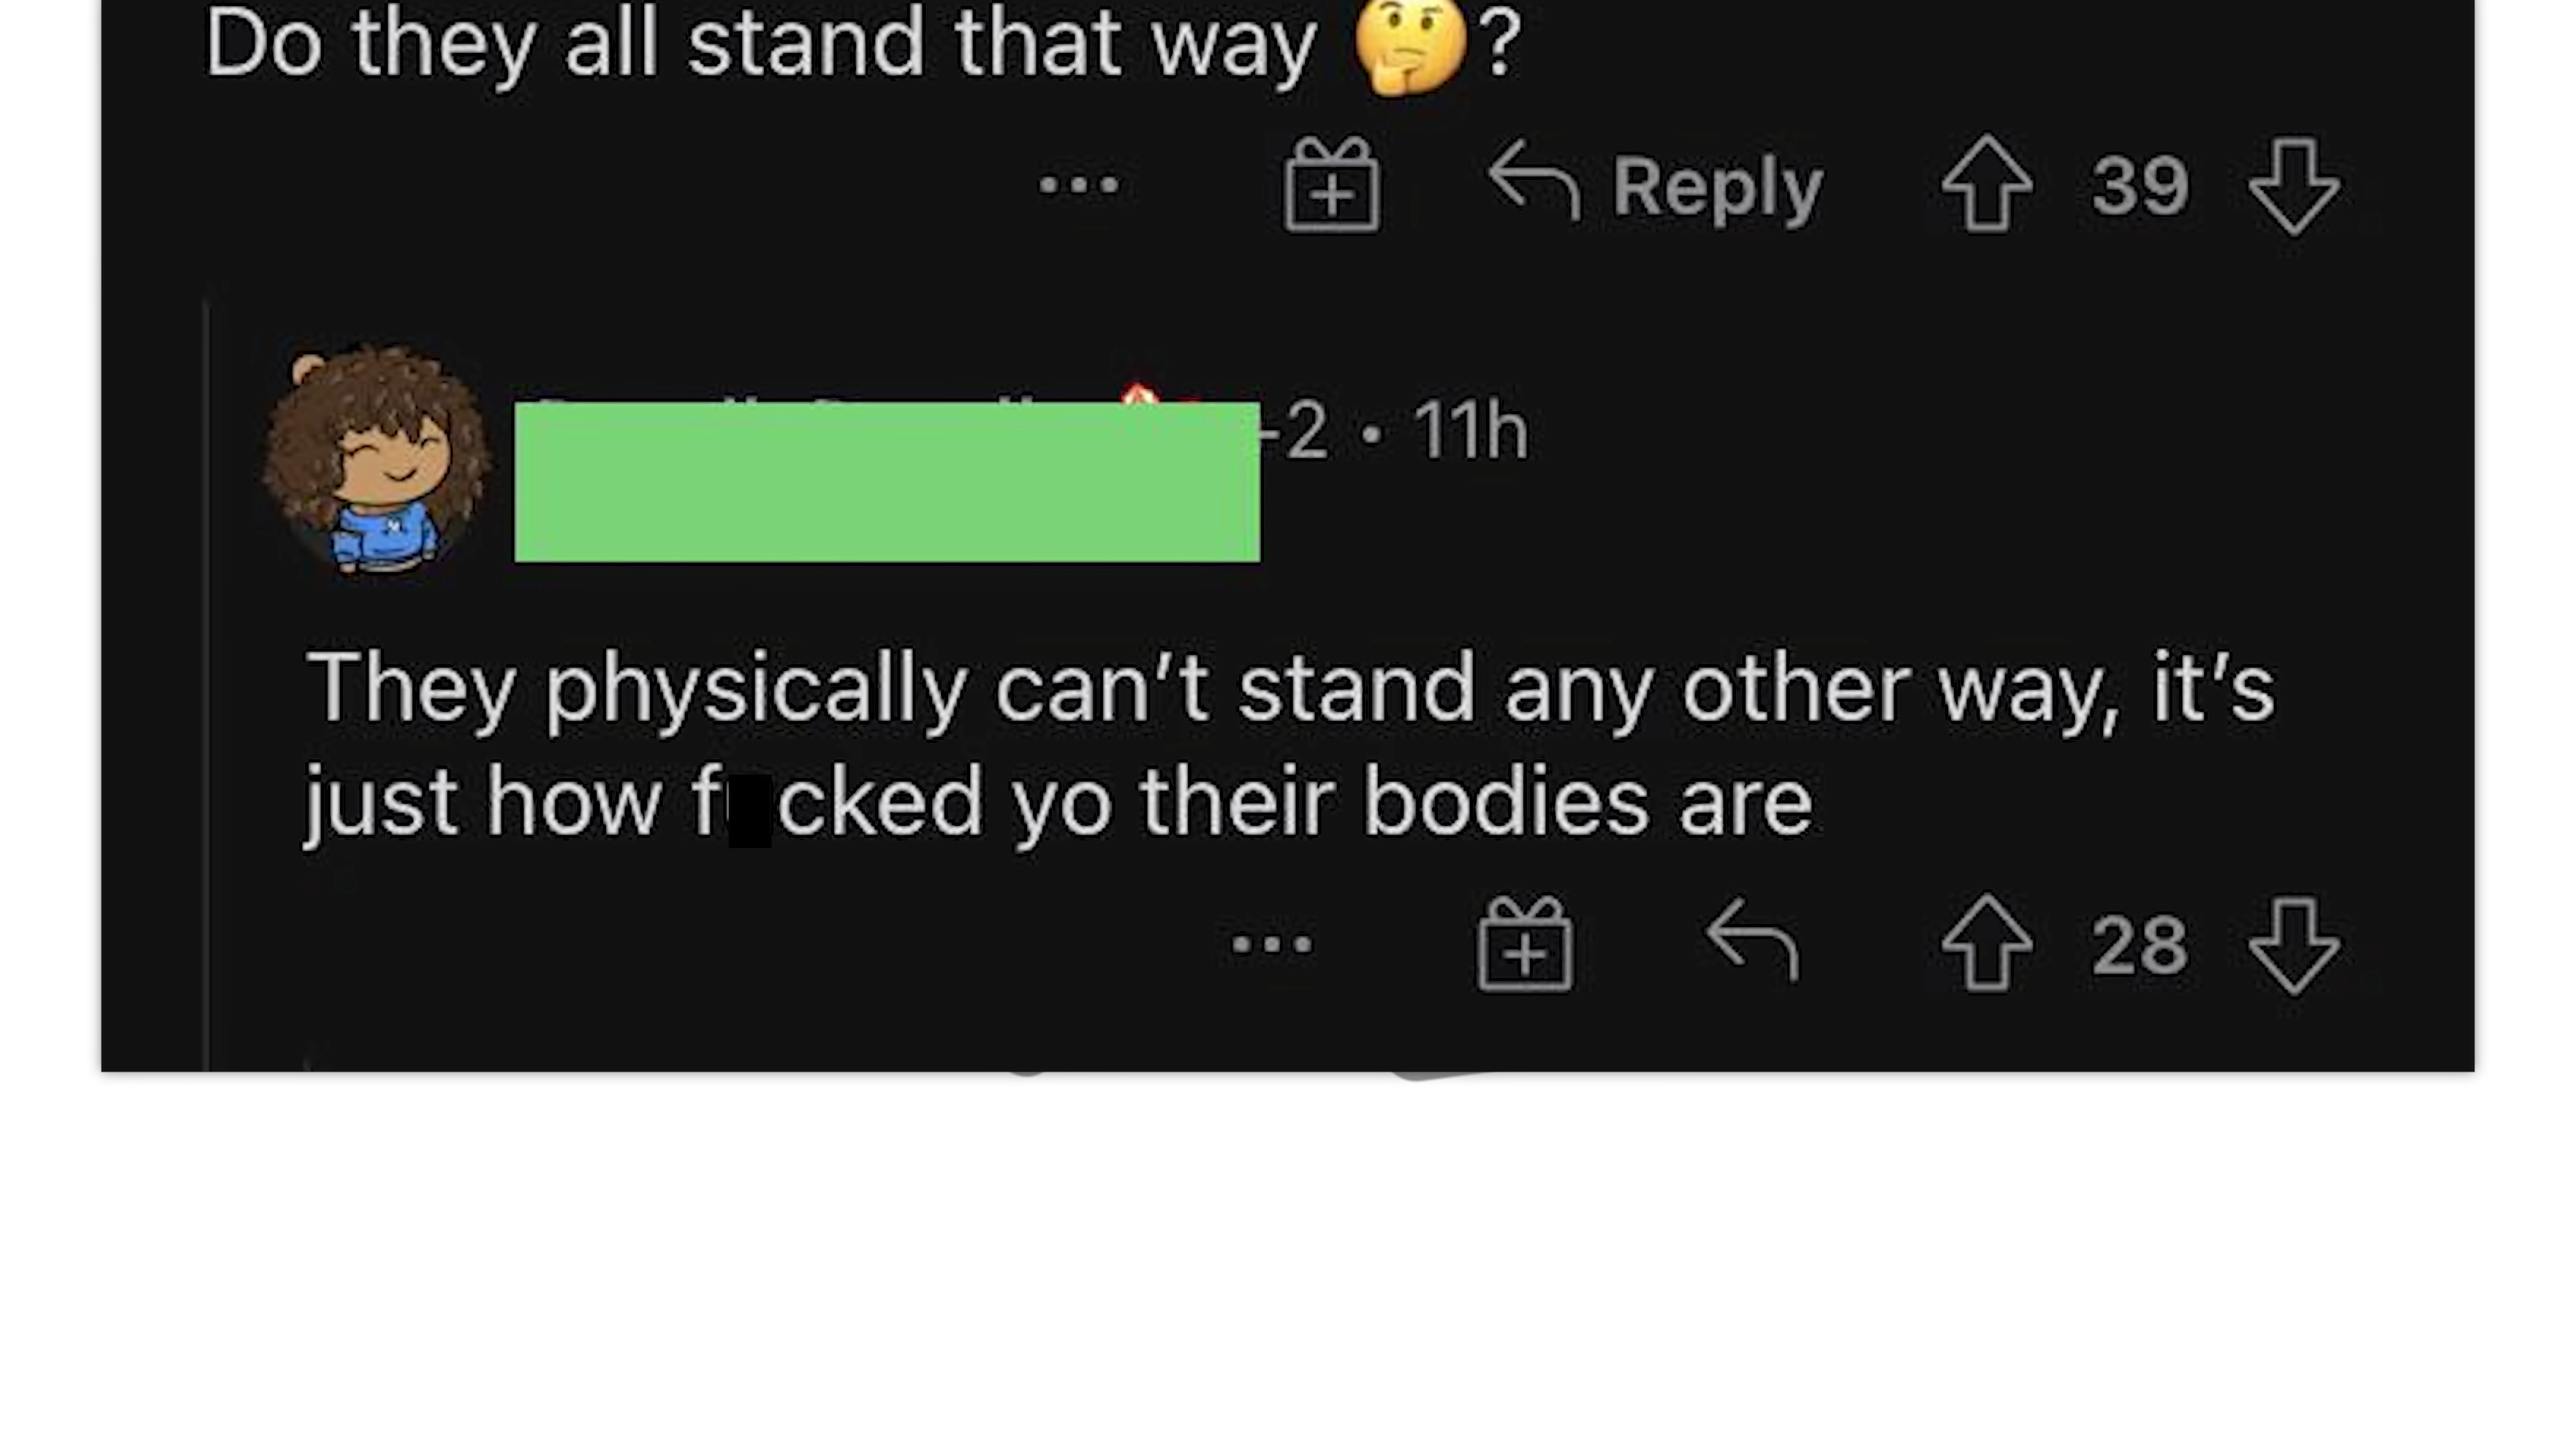 Do they all stand that way 🤔?
... Reply 39
-2 • 11h
They physically can't stand any other way, it's
just how f cked yo their bodies are
... 28